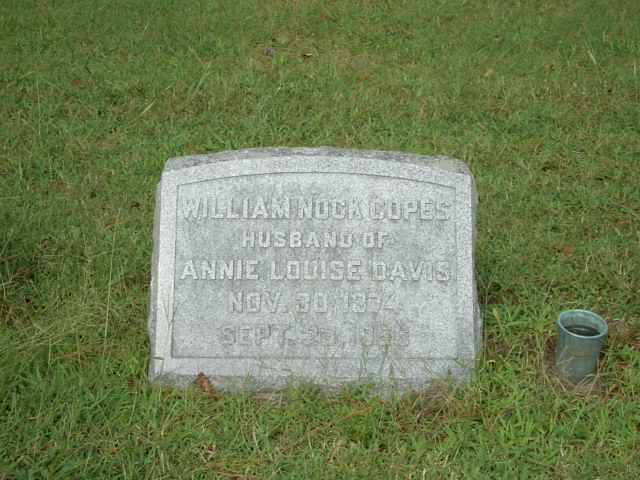 WILLIAM NOCK COPES
HUSBAND OF
ANNIE LOUISE DAVIS
NOV. 30, 1874
SEPT.